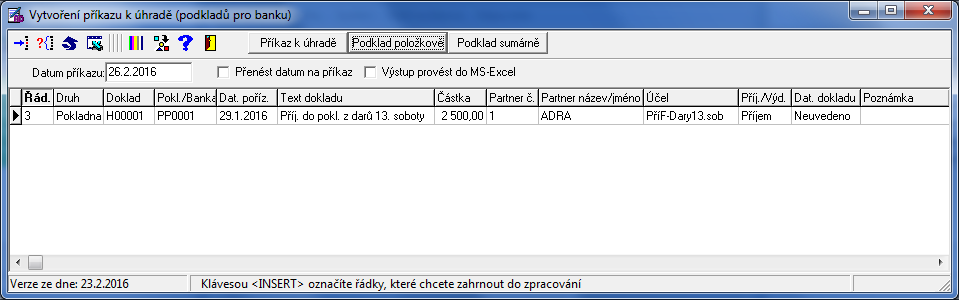 Vytvoření příkazu k úhradě (podkladů pro banku)
Příkaz k úhradě Podklad položkově Podklad sumárně
Datum příkazu: 26.2.2016 Přenést datum na příkaz Výstup provést do MS-Excel
Řád. Druh Doklad Pokl./Banka Dat. poříz. Text dokladu Částka Partner č. Partner název/jméno Účel Příj./Výd. Dat. dokladu Poznámka
3 Pokladna H00001 PP0001 29.1.2016 Příj. do pokl. z darů 13. soboty 2 500,00 1 ADRA PříF-Dary13.sob Příjem Neuvedeno
Verze ze dne: 23.2.2016 Klávesou <INSERT> označíte řádky, které chcete zahrnout do zpracování